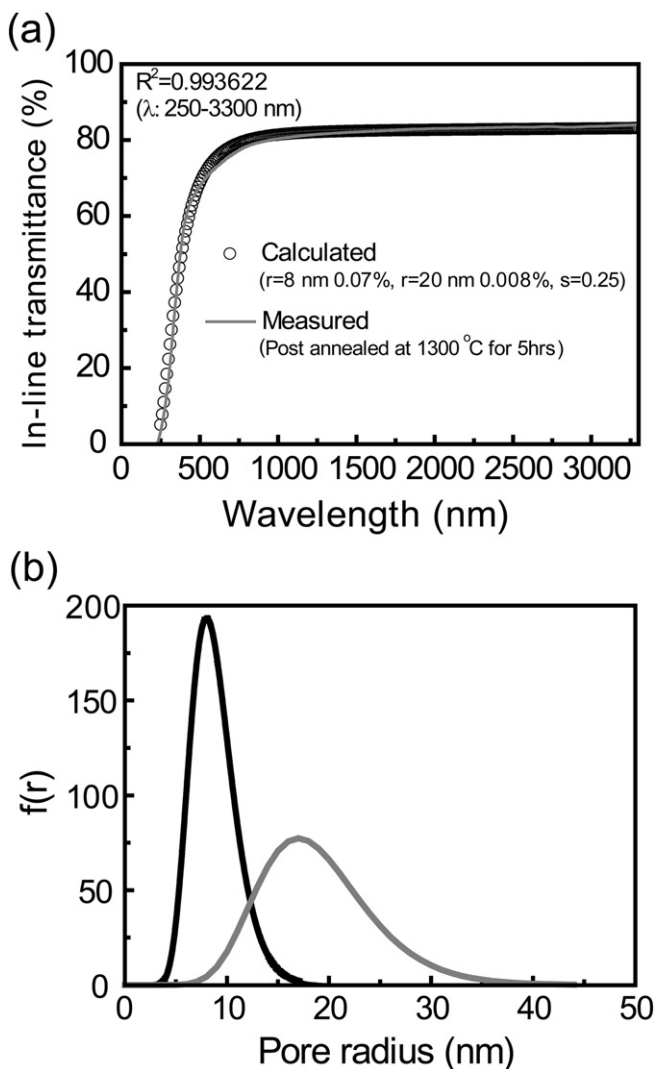 (a)
100
80
60
40
20
0
In-line transmittance (%)
R²=0.993622
(λ: 250-3300 nm)
Calculated
(r=8 nm 0.07%, r=20 nm 0.008%, s=0.25)
Measured
(Post annealed at 1300 °C for 5hrs)
0 500 1000 1500 2000 2500 3000
Wavelength (nm)
(b)
200
150
100
50
0
f(r)
0 10 20 30 40 50
Pore radius (nm)